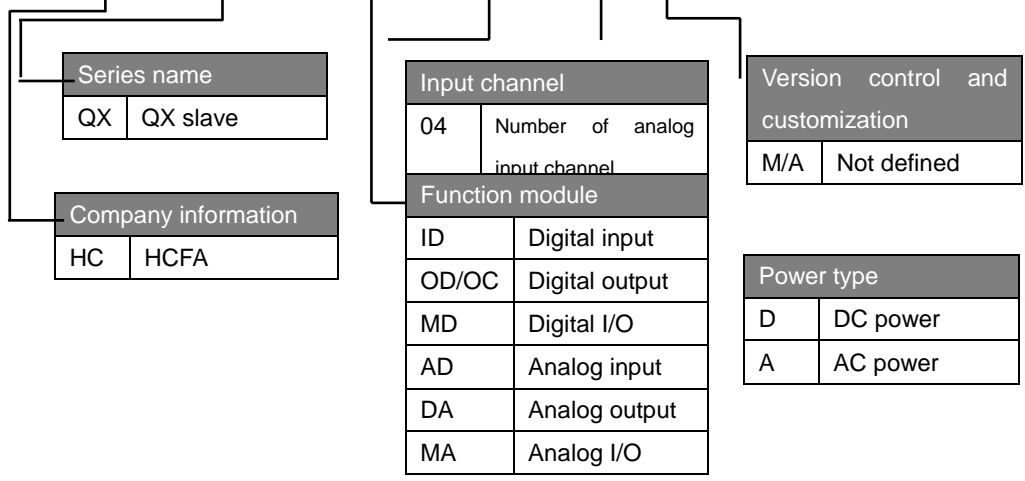 Series name
QX QX slave
Company information
HC HCFA
Input channel
04 Number of analog
input channel
Function module
ID Digital input
OD/OC Digital output
MD Digital I/O
AD Analog input
DA Analog output
MA Analog I/O
Version control and
customization
M/A Not defined
Power type
D DC power
A AC power